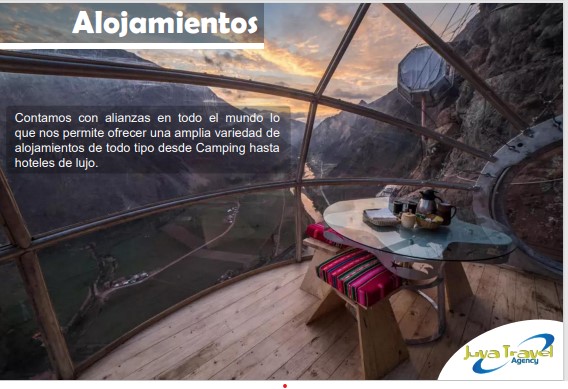 Alojamientos
Contamos con alianzas en todo el mundo lo
que nos permite ofrecer una amplia variedad de
alojamientos de todo tipo desde Camping hasta
hoteles de lujo.
Juva Travel
Agency